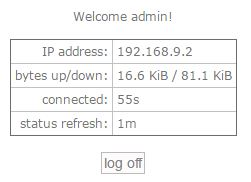 Welcome admin!
IP address: 192.168.9.2
bytes up/down: 16.6 KiB / 81.1 KiB
connected: 55s
status refresh: 1m
log off